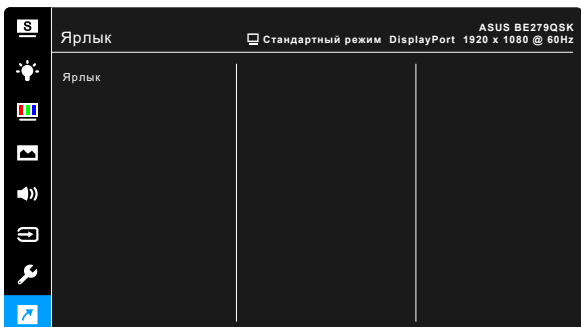 S
ASUS BE279QSK
Ярлык
Стандартный режим DisplayPort 1920 x 1080 @ 60Hz
Ярлык